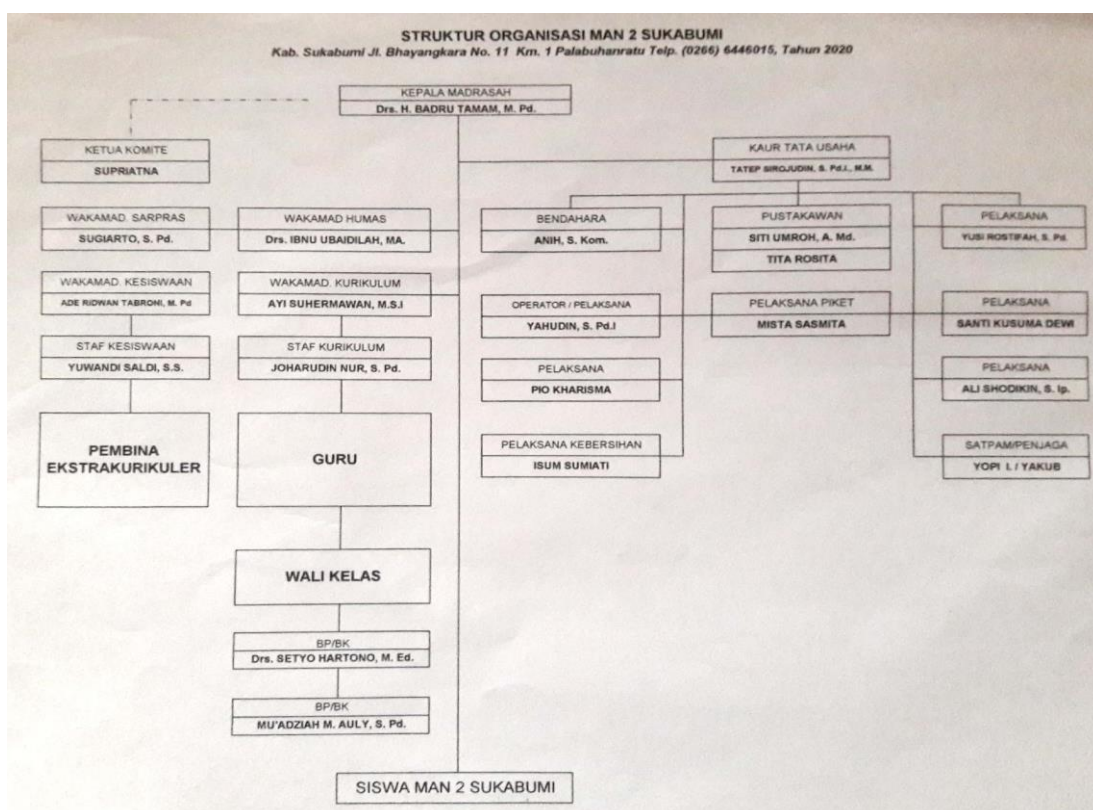 STRUKTUR ORGANISASI MAN 2 SUKABUMI
Kab. Sukabumi Jl. Bhayangkara No. 11 Km. 1 Palabuhanratu Telp. (0266) 6446015, Tahun 2020
KEPALA MADRASAH
Drs. H. BADRU TAMAM, M. Pd.
KETUA KOMITE
SUPRIATNA
KAUR TATA USAHA
TATEP SIROJUDIN, S. Pd.I., M.M.
WAKAMAD. SARPRAS
SUGIARTO, S. Pd.
WAKAMAD HUMAS
Drs. IBNU UBAIDILAH, MA.
BENDAHARA
ANIH, S. Kom.
PUSTAKAWAN
SITI UMROH, A. Md.
TITA ROSITA
PELAKSANA
YUSI ROSTIFAH, S. Pd.
WAKAMAD. KESISWAAN
ADE RIDWAN TABRONI, M. Pd
WAKAMAD. KURIKULUM
AYI SUHERMAWAN, M.S.I
OPERATOR / PELAKSANA
YAHUDIN, S. Pd.I
PELAKSANA PIKET
MISTA SASMITA
PELAKSANA
SANTI KUSUMA DEWI
STAF KESISWAAN
YUWANDI SALDI, S.S.
STAF KURIKULUM
JOHARUDIN NUR, S. Pd.
PELAKSANA
PIO KHARISMA
PELAKSANA
ALI SHODIKIN, S. Ip.
PEMBINA
EKSTRAKURIKULER
GURU
PELAKSANA KEBERSIHAN
ISUM SUMIATI
SATPAM/PENJAGA
YOPI I. / YAKUB
WALI KELAS
BP/BK
Drs. SETYO HARTONO, M. Ed.
BP/BK
MU'ADZIAH M. AULY, S. Pd.
SISWA MAN 2 SUKABUMI